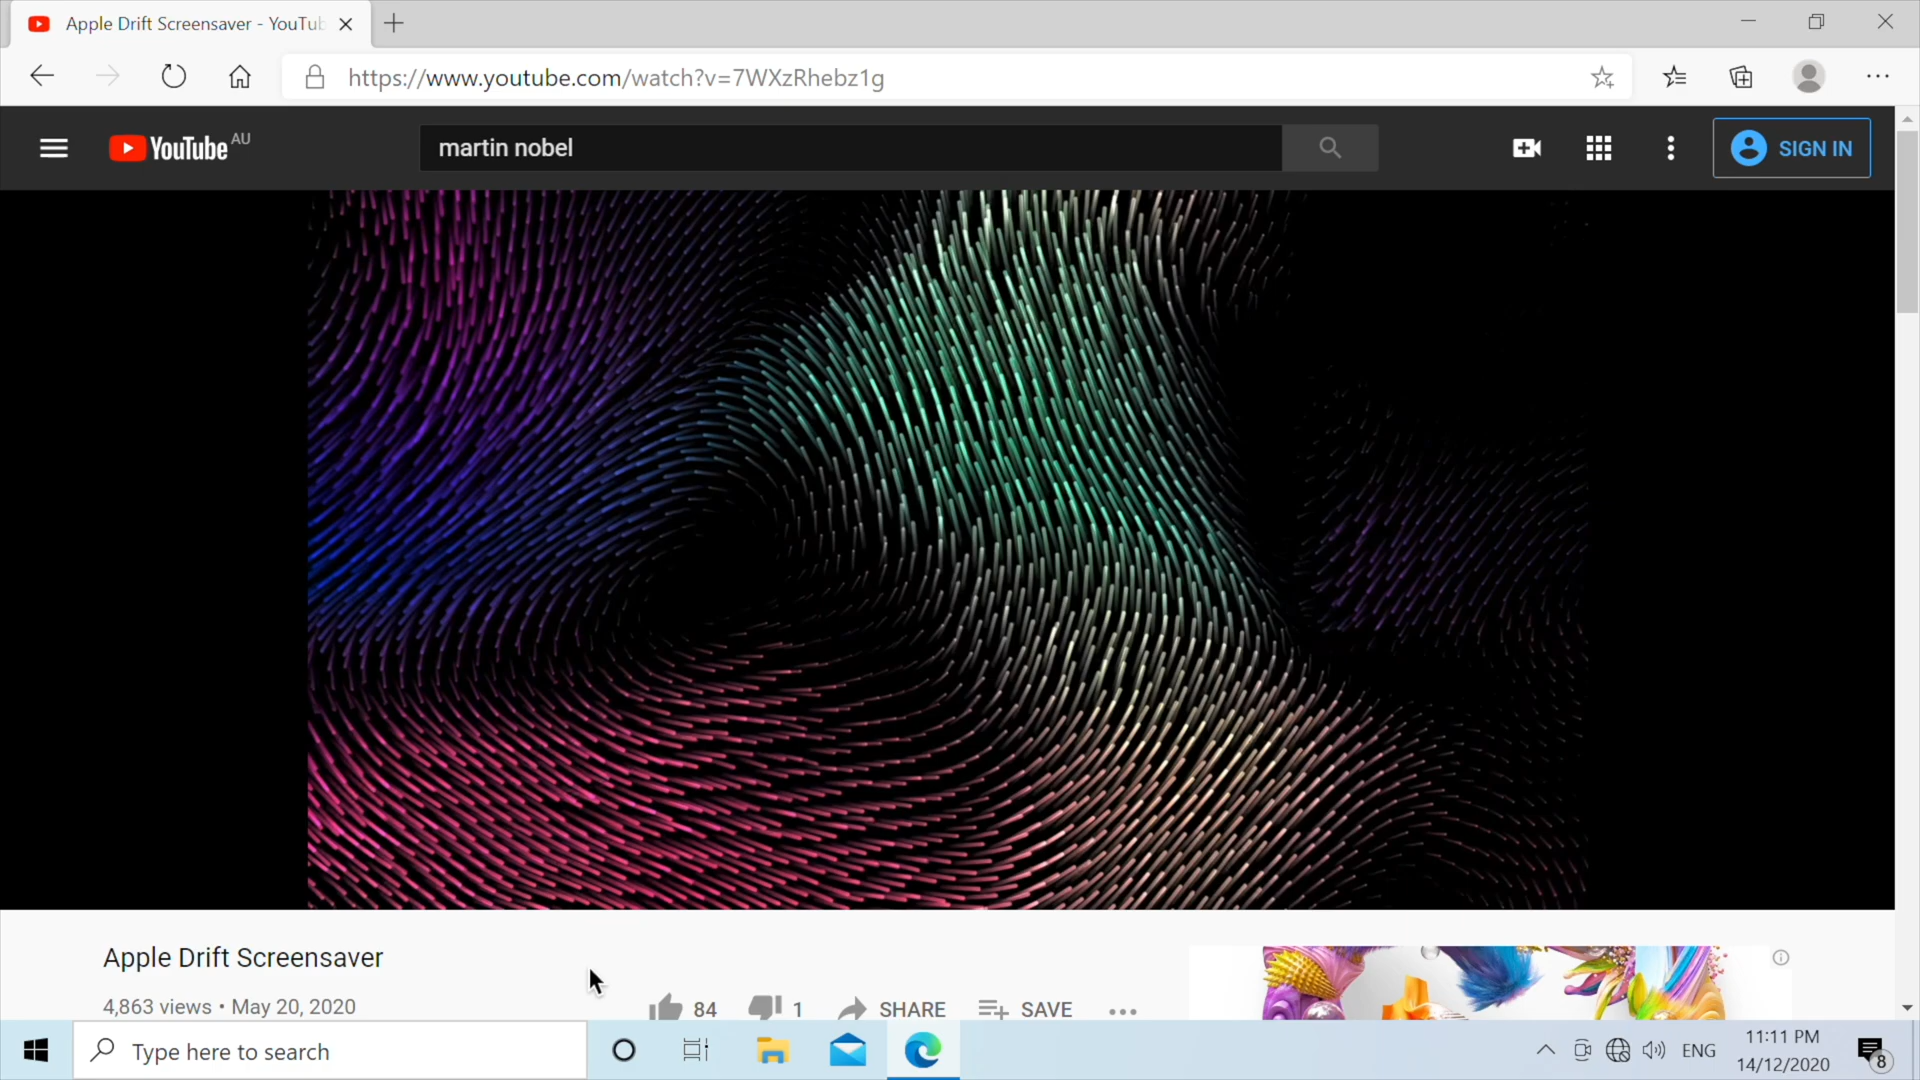 Apple Drift Screensaver - YouTub
https://www.youtube.com/watch?v=7WXzRhebz1g
YouTube AU
martin nobel
SIGN IN
Apple Drift Screensaver
4,863 views • May 20, 2020
84
1
SHARE
SAVE
Type here to search
ENG
11:11 PM
14/12/2020
8